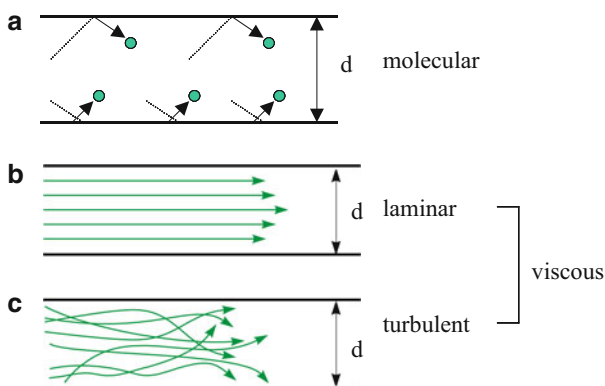 a
d molecular
b
d laminar
viscous
c
d turbulent